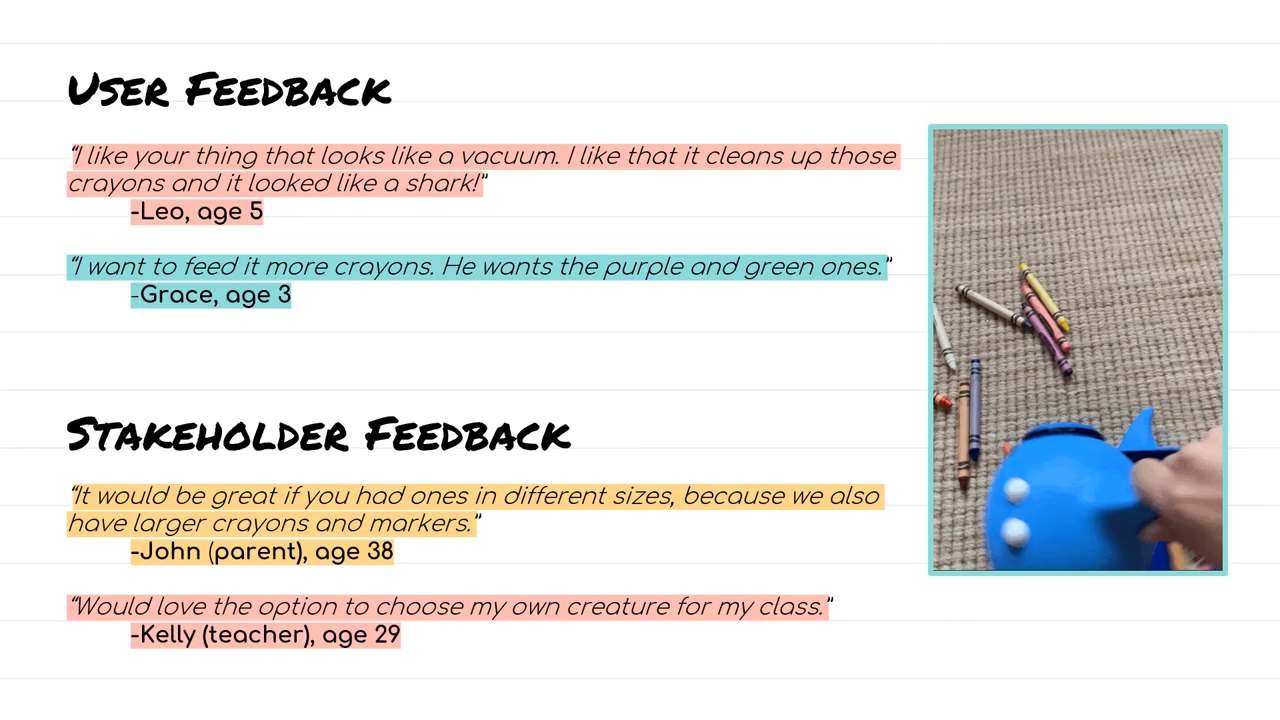 User Feedback
“I like your thing that looks like a vacuum. I like that it cleans up those
crayons and it looked like a shark!”
-Leo, age 5
“I want to feed it more crayons. He wants the purple and green ones.”
-Grace, age 3
Stakeholder Feedback
“It would be great if you had ones in different sizes, because we also
have larger crayons and markers.”
-John (parent), age 38
“Would love the option to choose my own creature for my class.”
-Kelly (teacher), age 29